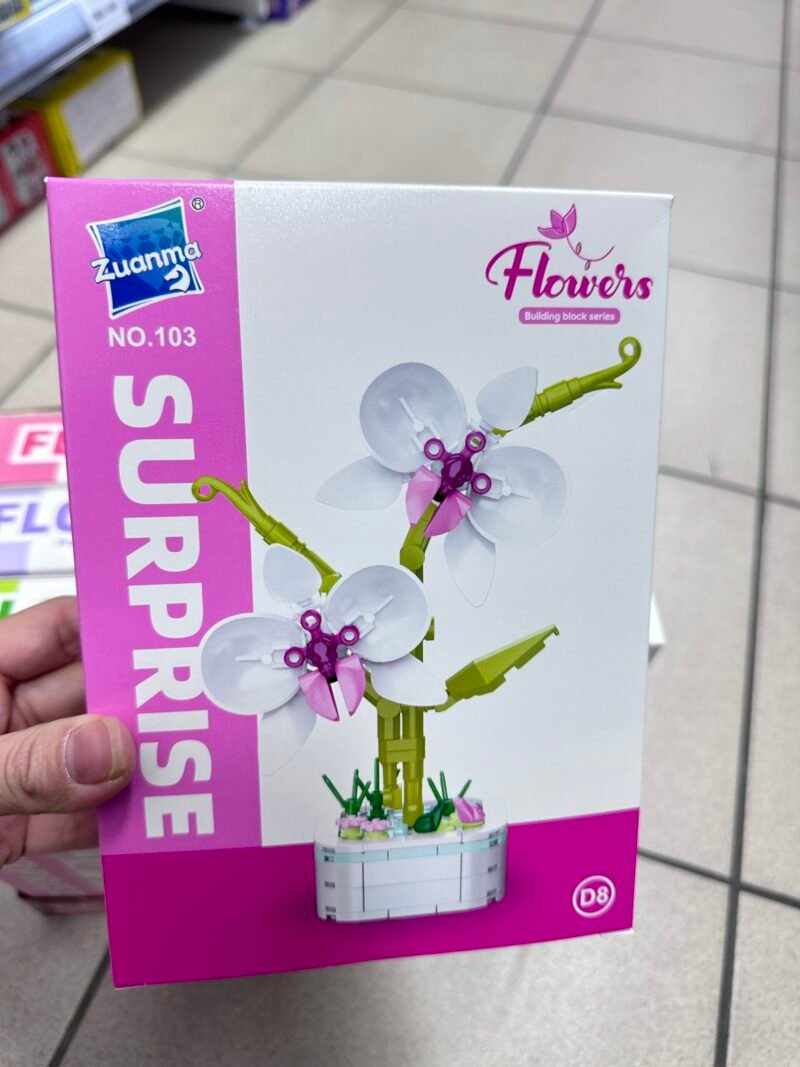 Zuanma
®
NO.103
SURPRISE
Flowers
Building block series
D8